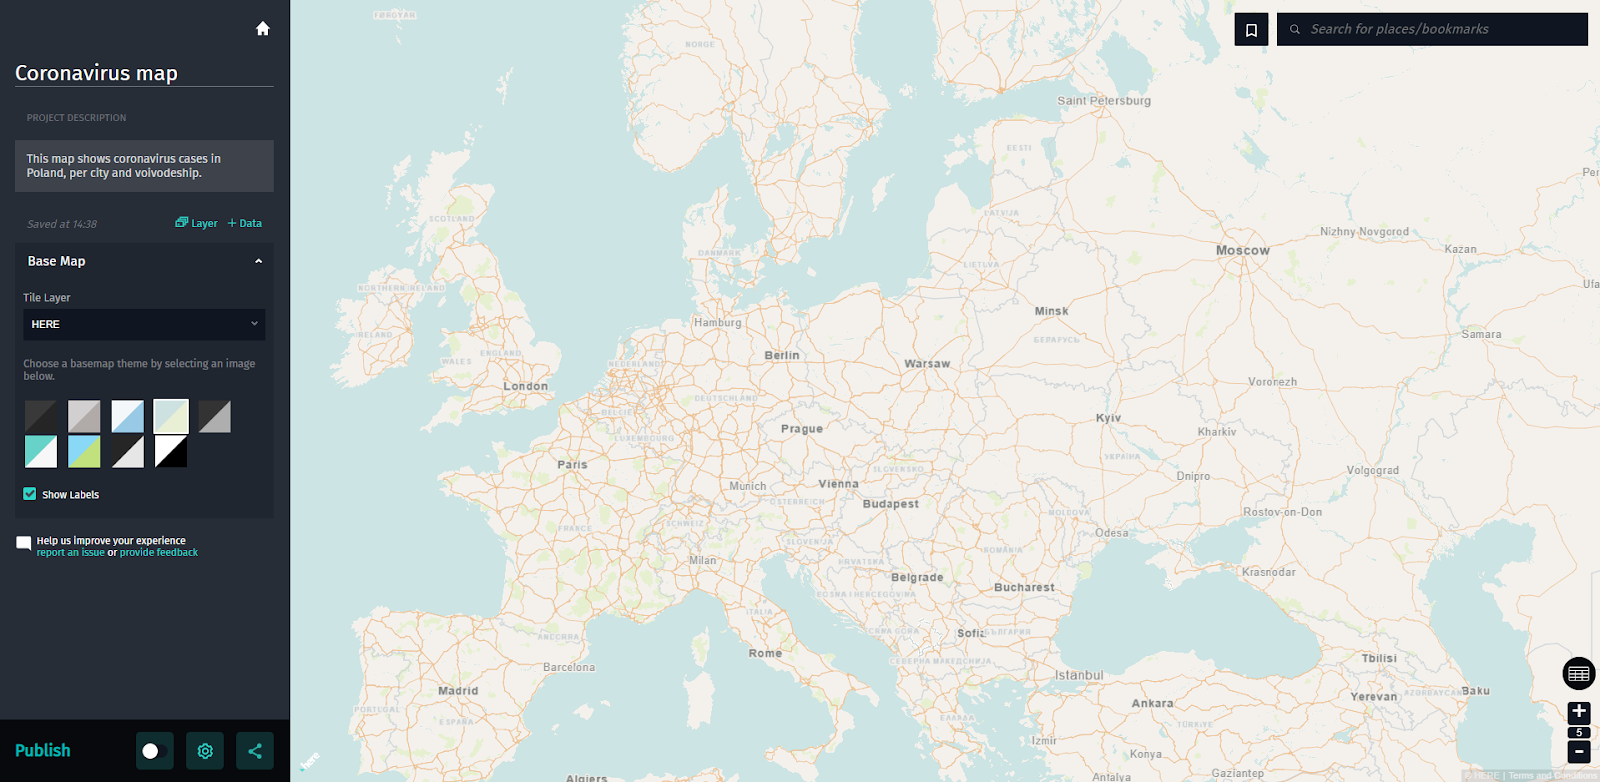 Coronavirus map
PROJECT DESCRIPTION
This map shows coronavirus cases in
Poland, per city and voivodeship.
Saved at 14:38
Layer
+ Data
Base Map
Tile Layer
HERE
Choose a basemap theme by selecting an image
below.
Show Labels
Help us improve your experience
report an issue or provide feedback
Publish
Search for places/bookmarks
FØROYAR
NORGE
Saint Petersburg
EESTI
SCOTLAND
LATVIJA
Nizhny Novgorod
Kazan
Moscow
DANMARK
LIETUVA
NORTHERN IRELAND
Ufa
Minsk
Hamburg
IRELAND
Samara
БЕЛАРУСЬ
ENGLAND
Berlin
WALES
NEDERLAND
Warsaw
London
Voronezh
DEUTSCHLAND
BELGIË
Kyiv
Prague
Kharkiv
LUXEMBOURG
УКРАЇНА
Paris
SLOVENSKO
Volgograd
Dnipro
Munich
Vienna
ÖSTERREICH
Budapest
Rostov-on-Don
MOLDOVA
SCHWEIZ
FRANCE
Odesa
SLOVENIJA
ROMÂNIA
Milan
HRVATSKA
Krasnodar
Belgrade
Bucharest
BOSNA I HERCEGOVINA
ITALIA
CRNA GORA
Sofia
БЪЛГАРИЯ
ANDORRA
Rome
СЕВЕРНА МАКЕДОНИЈА
Tbilisi
Barcelona
Istanbul
Madrid
Yerevan
AZƏRBAYCAN
Baku
Ankara
PORTUGAL
ESPAÑA
ΕΛΛΑΔΑ
TÜRKİYE
Izmir
Konya
5
here
Gaziantep
Algiers
Antalya
© HERE | Terms and Conditions